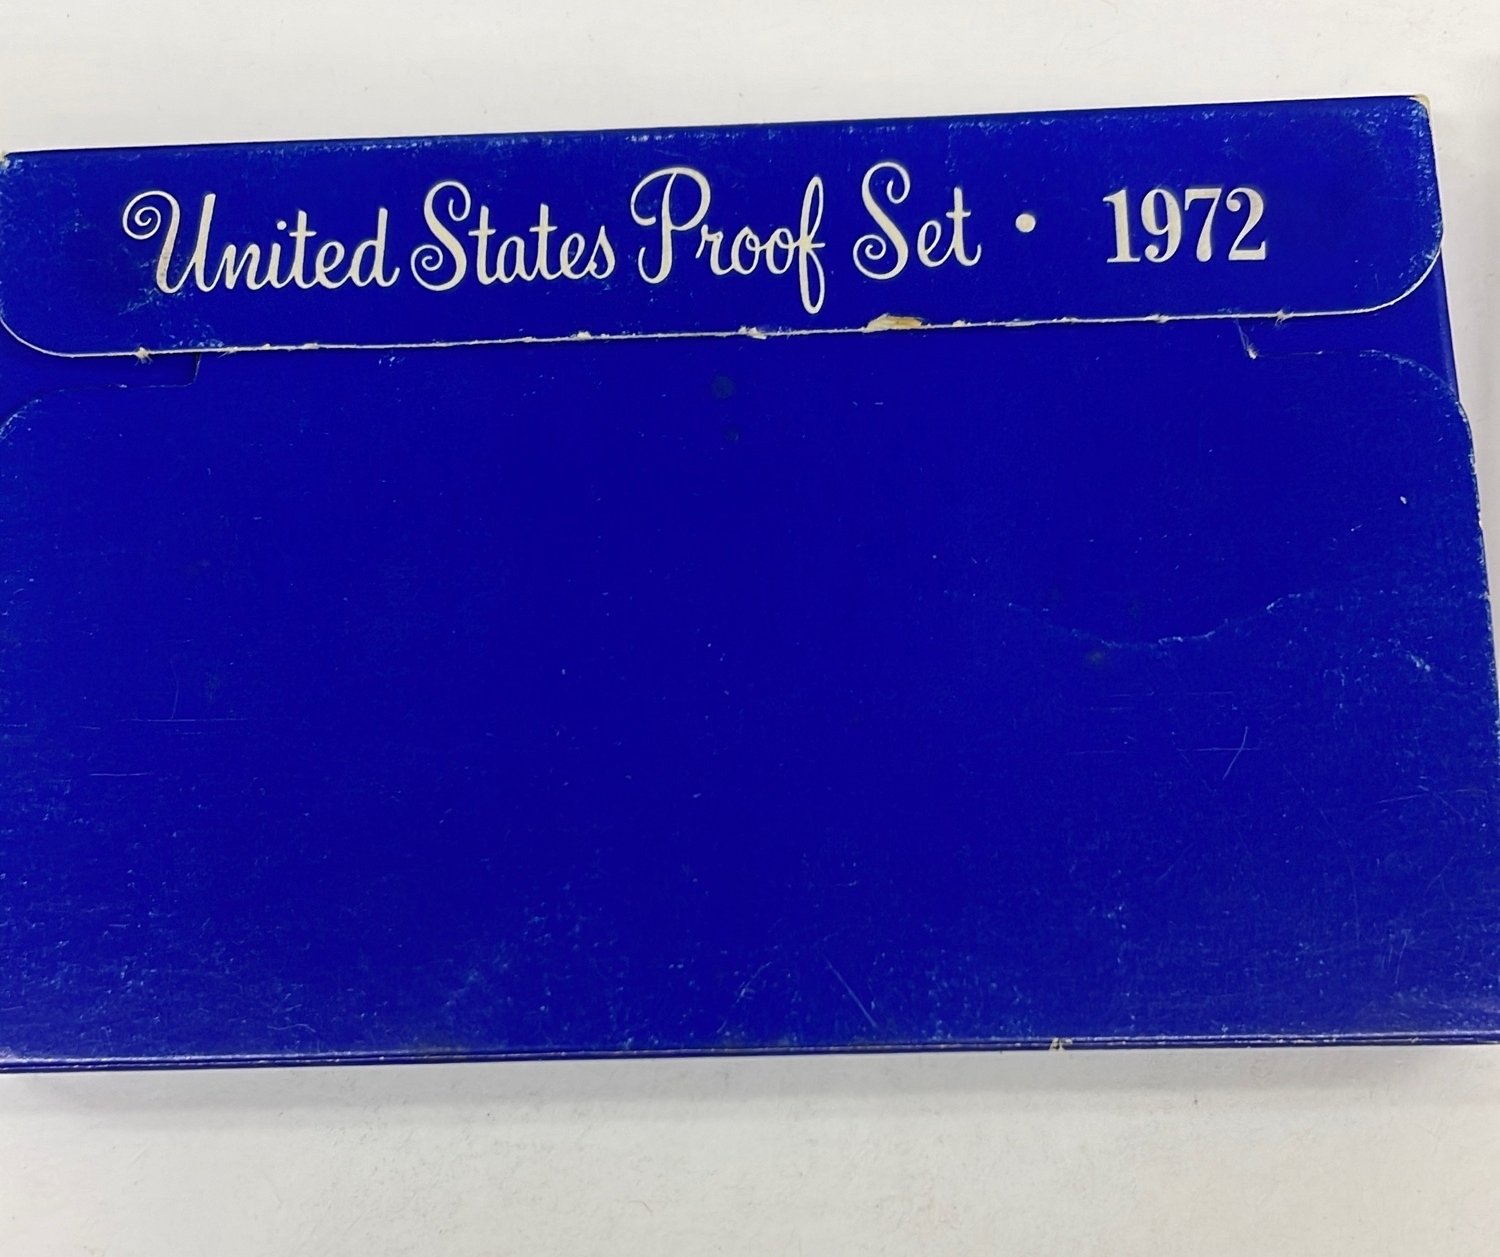 United States Proof Set • 1972